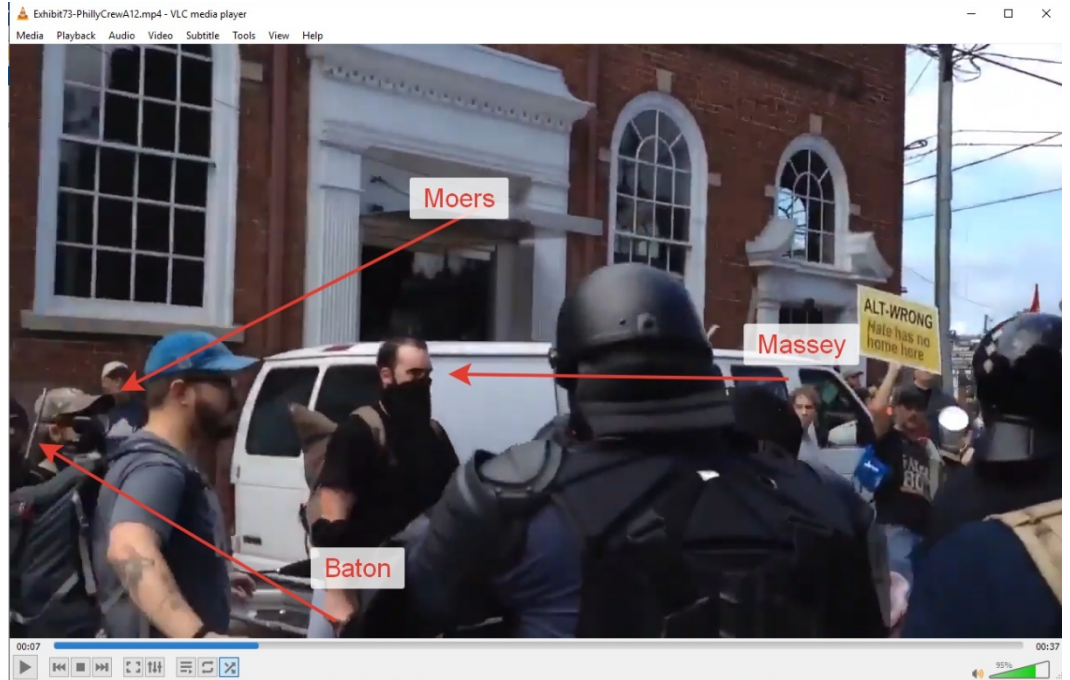 Exhibit73-PhillyCrewA12.mp4 - VLC media player
Media Playback Audio Video Subtitle Tools View Help
Moers
ALT-WRONG
Hate has no
home here
Massey
Baton
00:07
00:37
95%